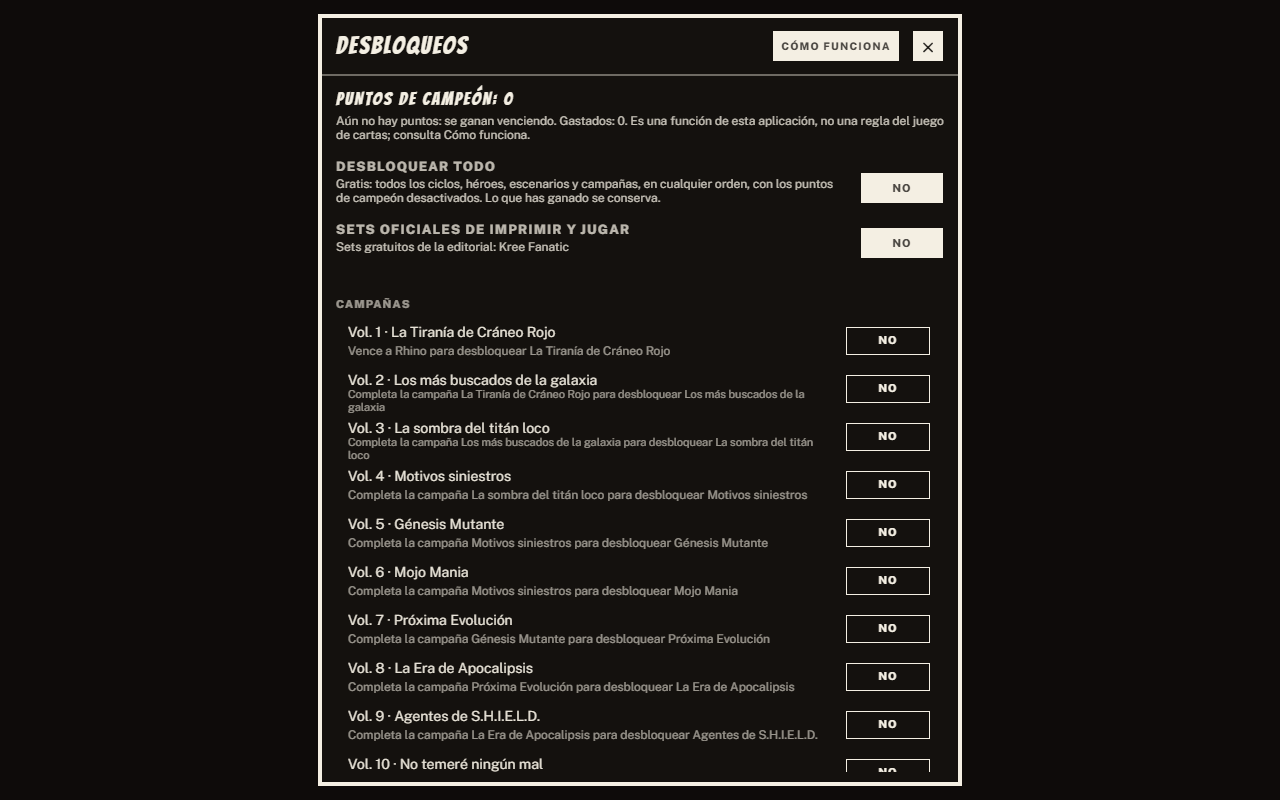 DESBLOQUEOS
CÓMO FUNCIONA
×
PUNTOS DE CAMPEÓN: 0
Aún no hay puntos: se ganan venciendo. Gastados: 0. Es una función de esta aplicación, no una regla del juego
de cartas; consulta Cómo funciona.
DESBLOQUEAR TODO
Gratis: todos los ciclos, héroes, escenarios y campañas, en cualquier orden, con los puntos
de campeón desactivados. Lo que has ganado se conserva.
NO
SETS OFICIALES DE IMPRIMIR Y JUGAR
Sets gratuitos de la editorial: Kree Fanatic
NO
CAMPAÑAS
Vol. 1 · La Tiranía de Cráneo Rojo
Vence a Rhino para desbloquear La Tiranía de Cráneo Rojo
NO
Vol. 2 · Los más buscados de la galaxia
Completa la campaña La Tiranía de Cráneo Rojo para desbloquear Los más buscados de la
galaxia
NO
Vol. 3 · La sombra del titán loco
Completa la campaña Los más buscados de la galaxia para desbloquear La sombra del titán
loco
NO
Vol. 4 · Motivos siniestros
Completa la campaña La sombra del titán loco para desbloquear Motivos siniestros
NO
Vol. 5 · Génesis Mutante
Completa la campaña Motivos siniestros para desbloquear Génesis Mutante
NO
Vol. 6 · Mojo Mania
Completa la campaña Motivos siniestros para desbloquear Mojo Mania
NO
Vol. 7 · Próxima Evolución
Completa la campaña Génesis Mutante para desbloquear Próxima Evolución
NO
Vol. 8 · La Era de Apocalipsis
Completa la campaña Próxima Evolución para desbloquear La Era de Apocalipsis
NO
Vol. 9 · Agentes de S.H.I.E.L.D.
Completa la campaña La Era de Apocalipsis para desbloquear Agentes de S.H.I.E.L.D.
NO
Vol. 10 · No temeré ningún mal
NO